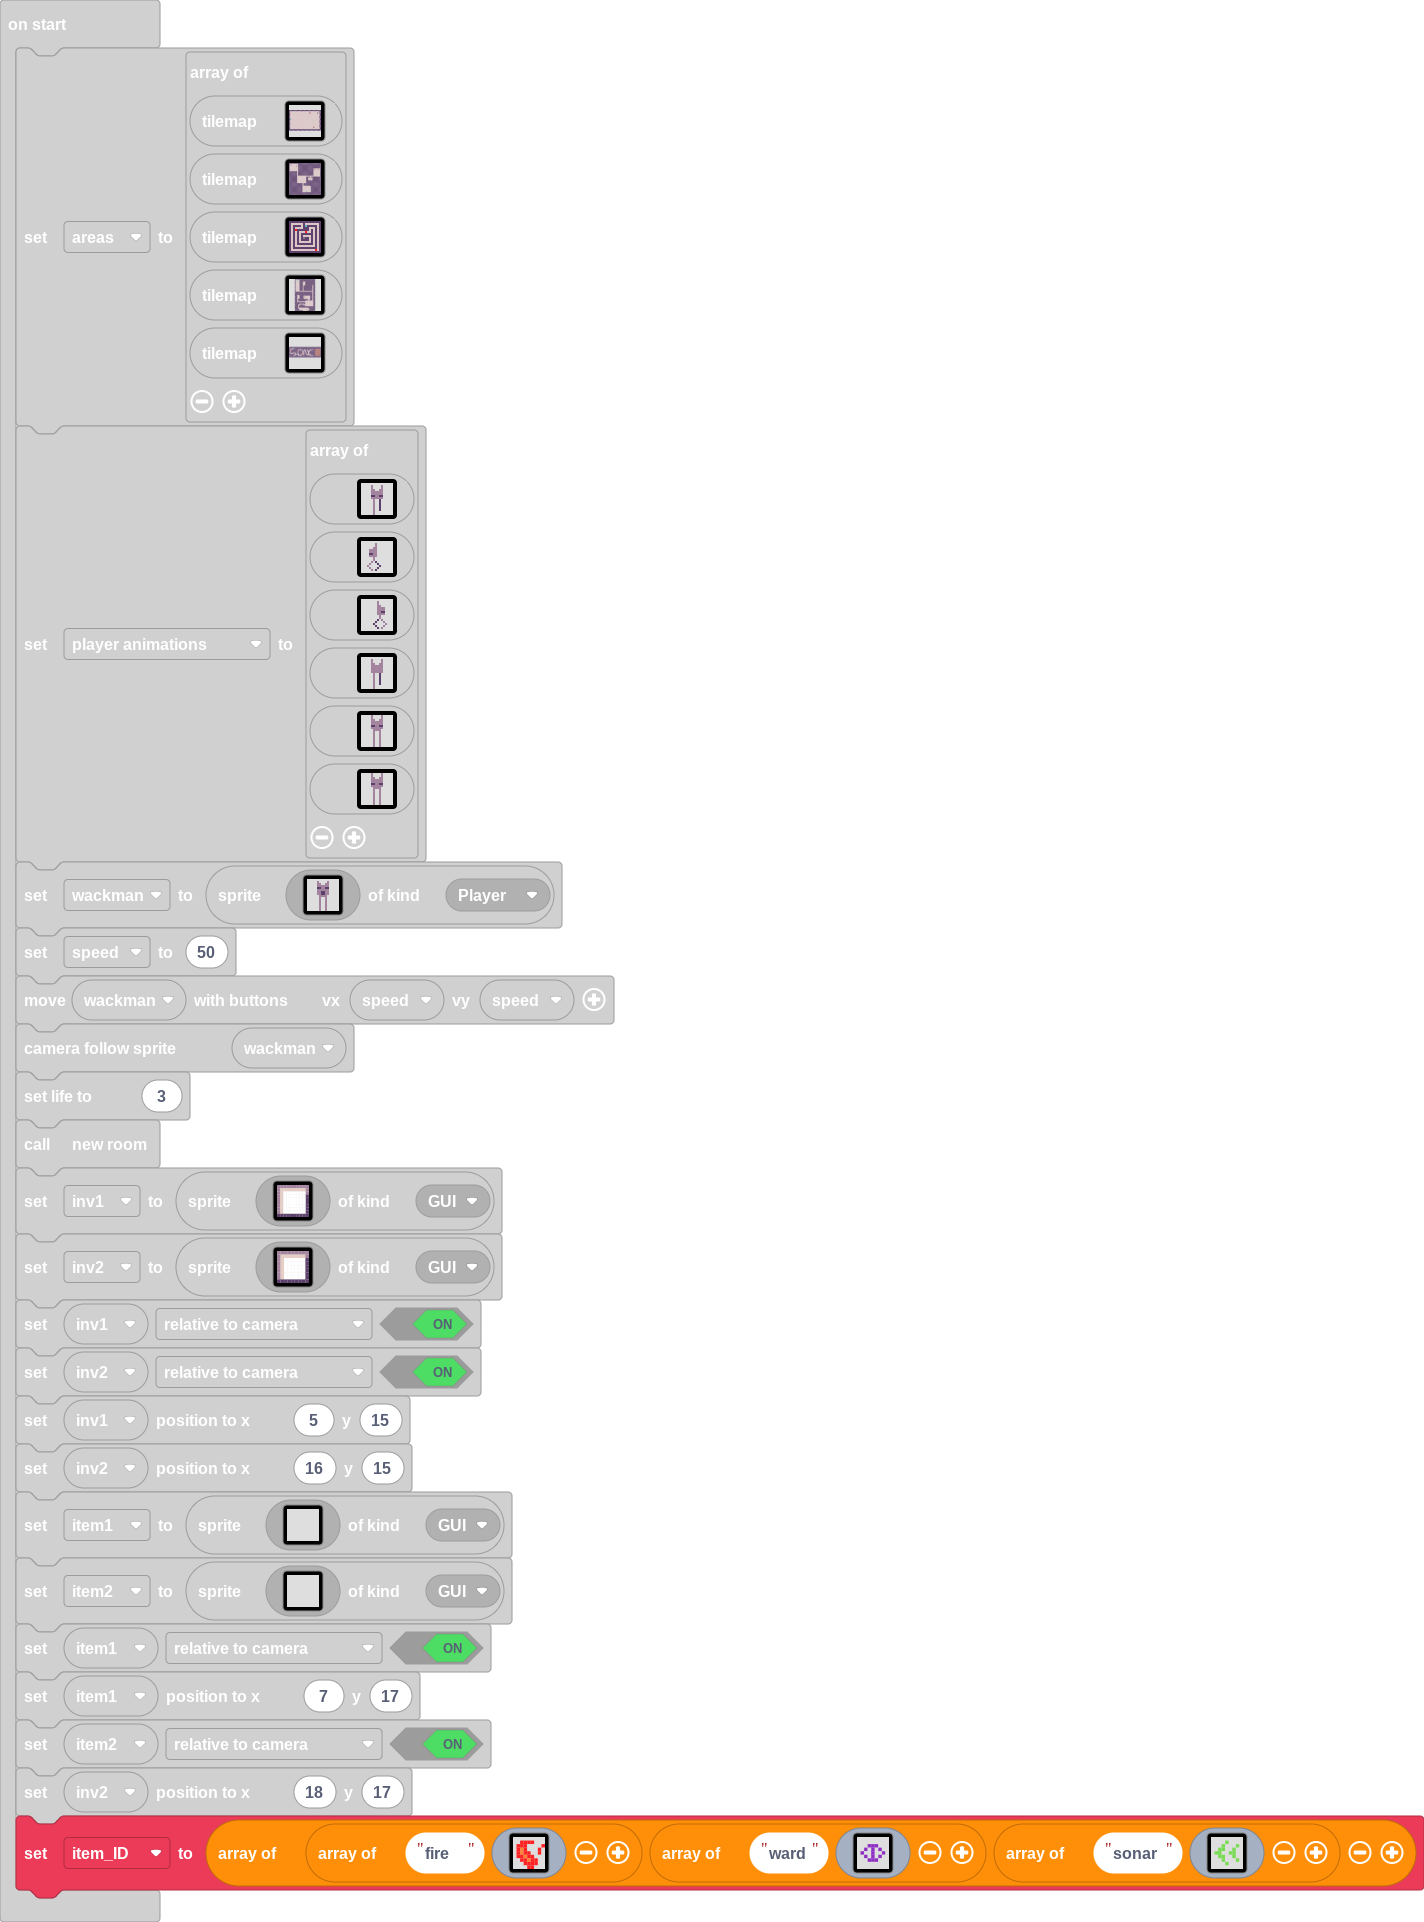 on start
array of
tilemap
tilemap
set areas to tilemap
tilemap
tilemap
array of
set player animations to
set wackman to sprite of kind Player
set speed to 50
move wackman with buttons vx speed vy speed
camera follow sprite wackman
set life to 3
call new room
set inv1 to sprite of kind GUI
set inv2 to sprite of kind GUI
set inv1 relative to camera ON
set inv2 relative to camera ON
set inv1 position to x 5 y 15
set inv2 position to x 16 y 15
set item1 to sprite of kind GUI
set item2 to sprite of kind GUI
set item1 relative to camera ON
set item1 position to x 7 y 17
set item2 relative to camera ON
set inv2 position to x 18 y 17
set item_ID to array of array of "fire" array of "ward" array of "sonar"